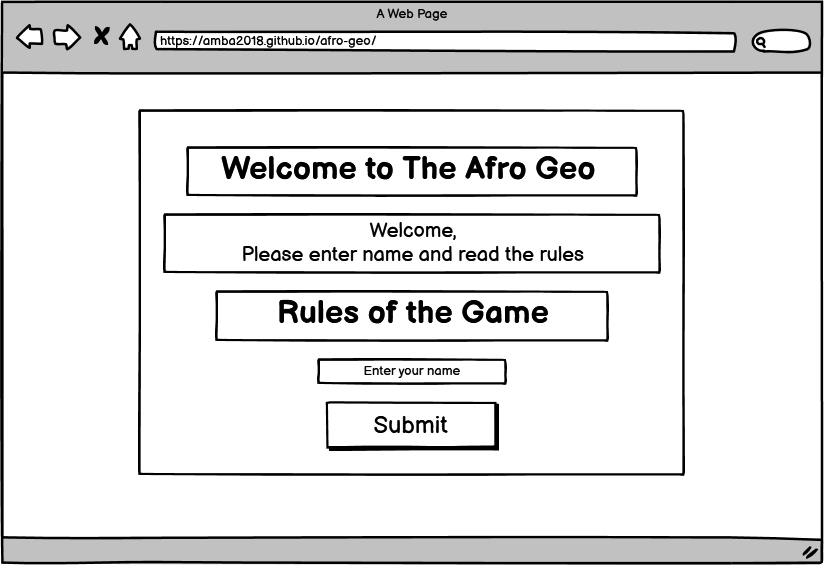 A Web Page
https://amba2018.github.io/afro-geo/
Welcome to The Afro Geo
Welcome,
Please enter name and read the rules
Rules of the Game
Enter your name
Submit